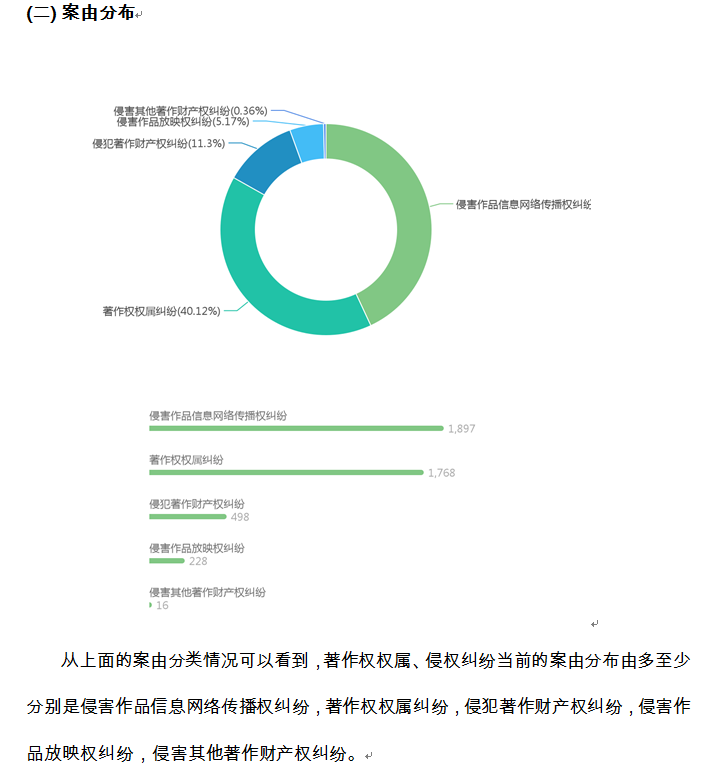 (二) 案由分布
侵害其他著作财产权纠纷(0.36%)
侵害作品放映权纠纷(5.17%)
侵犯著作财产权纠纷(11.3%)
侵害作品信息网络传播权纠纷
著作权权属纠纷(40.12%)
侵害作品信息网络传播权纠纷
1,897
著作权权属纠纷
1,768
侵犯著作财产权纠纷
498
侵害作品放映权纠纷
228
侵害其他著作财产权纠纷
16
从上面的案由分类情况可以看到,著作权权属、侵权纠纷当前的案由分布由多至少
分别是侵害作品信息网络传播权纠纷,著作权权属纠纷,侵犯著作财产权纠纷,侵害作
品放映权纠纷,侵害其他著作财产权纠纷。